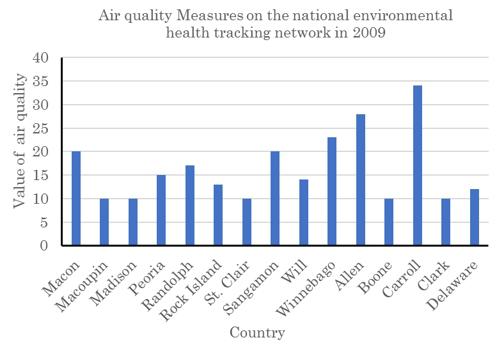 Air quality Measures on the national environmental
health tracking network in 2009
Value of air quality
40
35
30
25
20
15
10
5
0
Macon
Macoupin
Madison
Peoria
Randolph
Rock Island
St. Clair
Sangamon
Will
Winnebago
Allen
Boone
Carroll
Clark
Delaware
Country